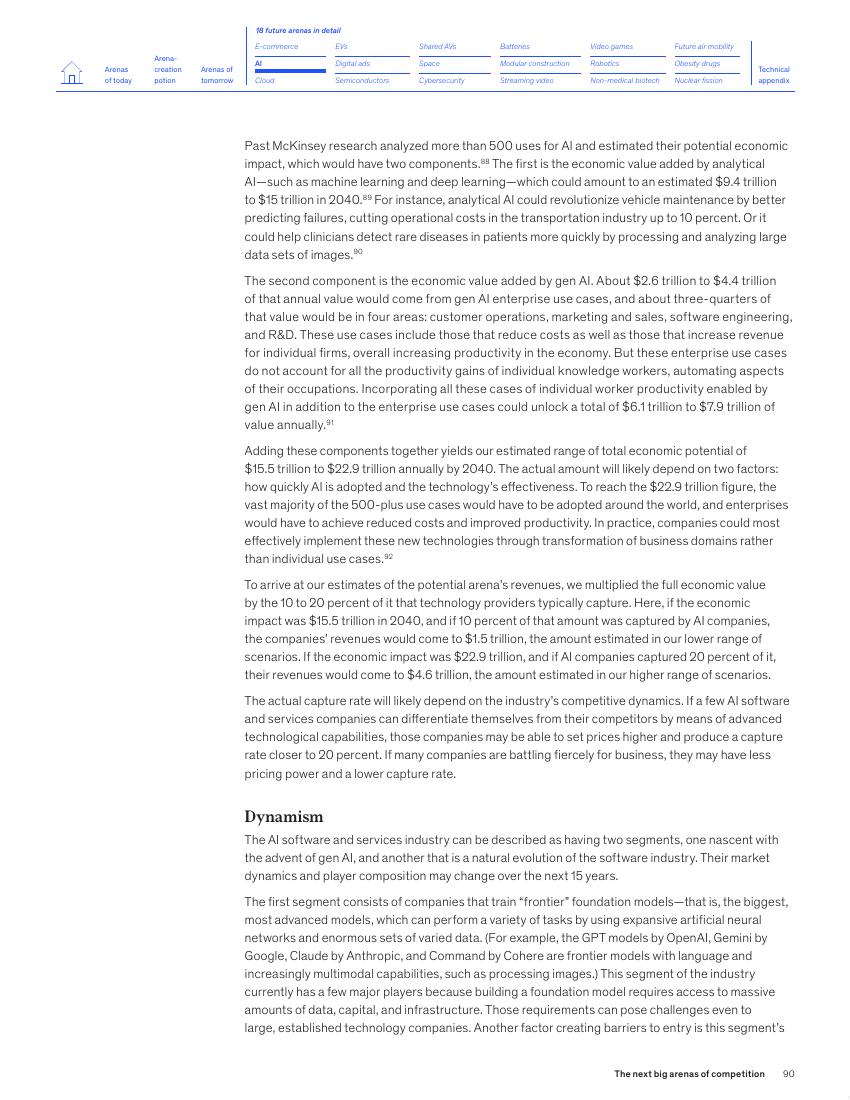 18 future arenas in detail
Arenas
of today
Arena-
creation
potion
Arenas of
tomorrow
E-commerce
EVs
Shared AVs
Batteries
Video games
Future air mobility
AI
Digital ads
Space
Modular construction
Robotics
Obesity drugs
Cloud
Semiconductors
Cybersecurity
Streaming video
Non-medical biotech
Nuclear fission
Technical
appendix
Past McKinsey research analyzed more than 500 uses for AI and estimated their potential economic
impact, which would have two components.88 The first is the economic value added by analytical
AI—such as machine learning and deep learning—which could amount to an estimated $9.4 trillion
to $15 trillion in 2040.89 For instance, analytical AI could revolutionize vehicle maintenance by better
predicting failures, cutting operational costs in the transportation industry up to 10 percent. Or it
could help clinicians detect rare diseases in patients more quickly by processing and analyzing large
data sets of images.90
The second component is the economic value added by gen AI. About $2.6 trillion to $4.4 trillion
of that annual value would come from gen AI enterprise use cases, and about three-quarters of
that value would be in four areas: customer operations, marketing and sales, software engineering,
and R&D. These use cases include those that reduce costs as well as those that increase revenue
for individual firms, overall increasing productivity in the economy. But these enterprise use cases
do not account for all the productivity gains of individual knowledge workers, automating aspects
of their occupations. Incorporating all these cases of individual worker productivity enabled by
gen AI in addition to the enterprise use cases could unlock a total of $6.1 trillion to $7.9 trillion of
value annually.91
Adding these components together yields our estimated range of total economic potential of
$15.5 trillion to $22.9 trillion annually by 2040. The actual amount will likely depend on two factors:
how quickly AI is adopted and the technology's effectiveness. To reach the $22.9 trillion figure, the
vast majority of the 500-plus use cases would have to be adopted around the world, and enterprises
would have to achieve reduced costs and improved productivity. In practice, companies could most
effectively implement these new technologies through transformation of business domains rather
than individual use cases.92
To arrive at our estimates of the potential arena's revenues, we multiplied the full economic value
by the 10 to 20 percent of it that technology providers typically capture. Here, if the economic
impact was $15.5 trillion in 2040, and if 10 percent of that amount was captured by AI companies,
the companies' revenues would come to $1.5 trillion, the amount estimated in our lower range of
scenarios. If the economic impact was $22.9 trillion, and if AI companies captured 20 percent of it,
their revenues would come to $4.6 trillion, the amount estimated in our higher range of scenarios.
The actual capture rate will likely depend on the industry's competitive dynamics. If a few AI software
and services companies can differentiate themselves from their competitors by means of advanced
technological capabilities, those companies may be able to set prices higher and produce a capture
rate closer to 20 percent. If many companies are battling fiercely for business, they may have less
pricing power and a lower capture rate.
Dynamism
The AI software and services industry can be described as having two segments, one nascent with
the advent of gen AI, and another that is a natural evolution of the software industry. Their market
dynamics and player composition may change over the next 15 years.
The first segment consists of companies that train "frontier" foundation models—that is, the biggest,
most advanced models, which can perform a variety of tasks by using expansive artificial neural
networks and enormous sets of varied data. (For example, the GPT models by OpenAI, Gemini by
Google, Claude by Anthropic, and Command by Cohere are frontier models with language and
increasingly multimodal capabilities, such as processing images.) This segment of the industry
currently has a few major players because building a foundation model requires access to massive
amounts of data, capital, and infrastructure. Those requirements can pose challenges even to
large, established technology companies. Another factor creating barriers to entry is this segment's
The next big arenas of competition 90